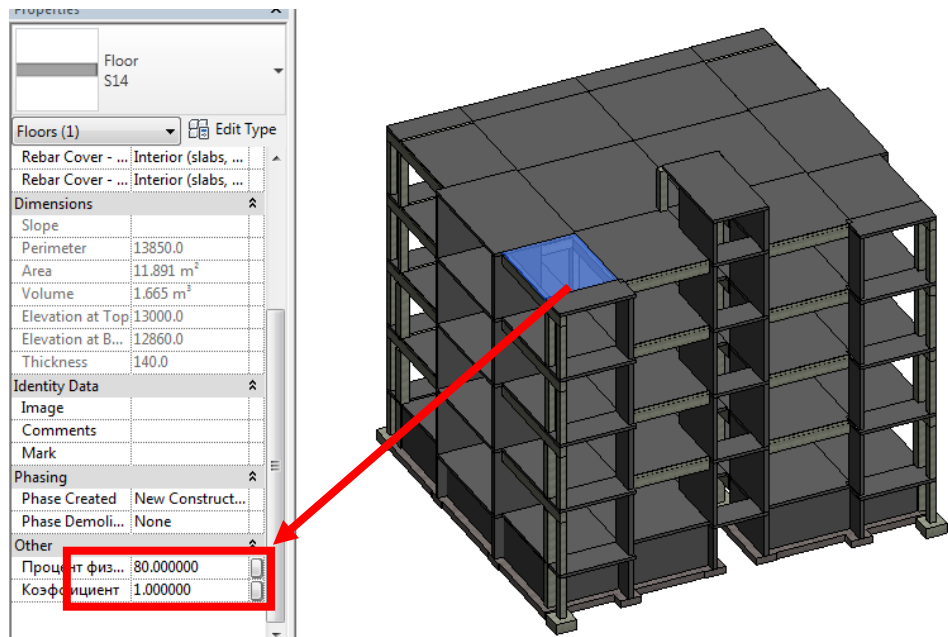 Properties
Floor
S14
Floors (1) Edit Type
Rebar Cover - ... Interior (slabs, ...
Rebar Cover - ... Interior (slabs, ...
Dimensions
Slope
Perimeter 13850.0
Area 11.891 m²
Volume 1.665 m³
Elevation at Top 13000.0
Elevation at B... 12860.0
Thickness 140.0
Identity Data
Image
Comments
Mark
Phasing
Phase Created New Construct...
Phase Demoli... None
Other
Процент физ... 80.000000
Коэффициент 1.000000